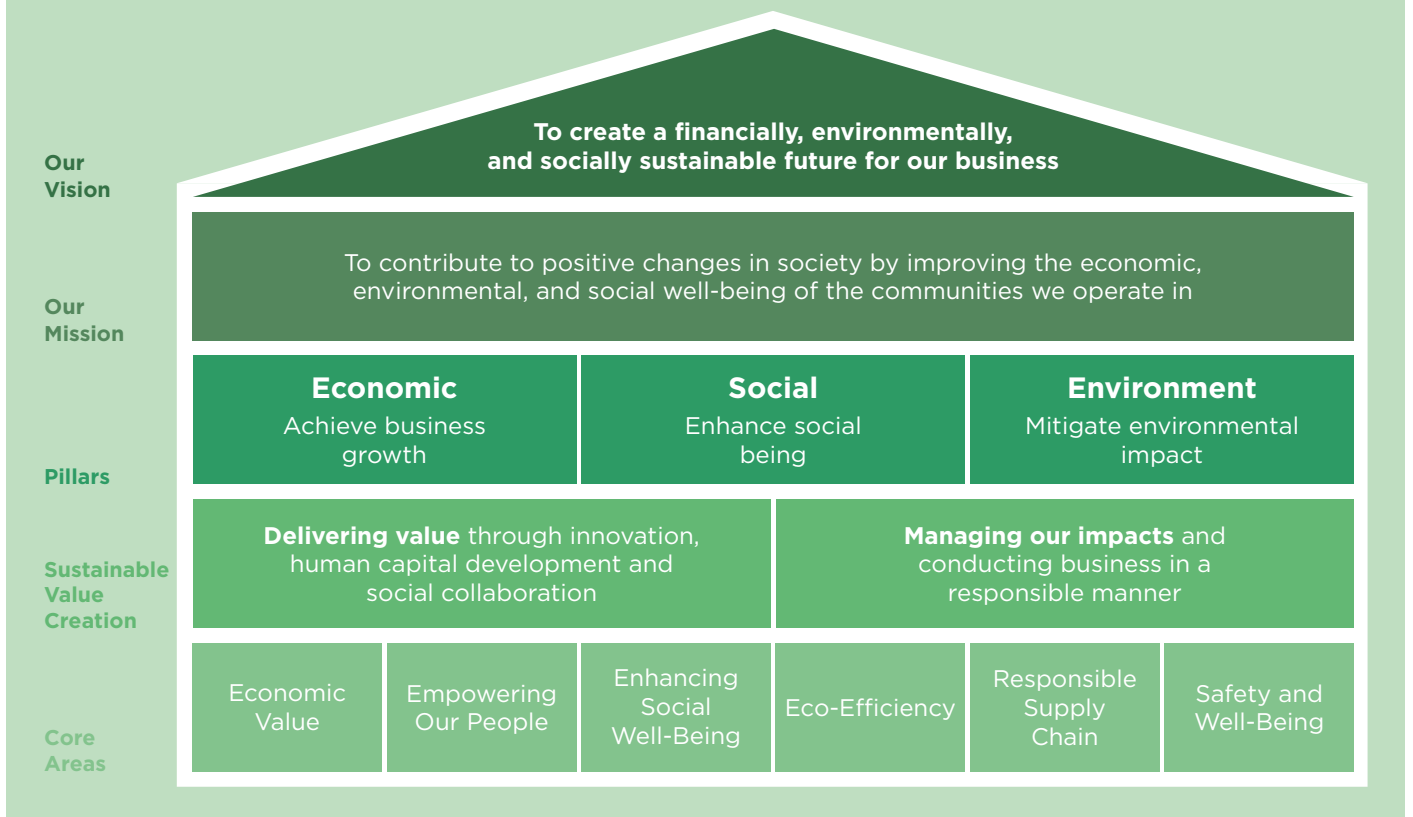 To create a financially, environmentally,
and socially sustainable future for our business
Our
Vision
To contribute to positive changes in society by improving the economic,
environmental, and social well-being of the communities we operate in
Our
Mission
Economic
Achieve business
growth
Social
Enhance social
being
Environment
Mitigate environmental
impact
Pillars
Delivering value through innovation,
human capital development and
social collaboration
Managing our impacts and
conducting business in a
responsible manner
Sustainable
Value
Creation
Economic
Value
Empowering
Our People
Enhancing
Social
Well-Being
Eco-Efficiency
Responsible
Supply
Chain
Safety and
Well-Being
Core
Areas